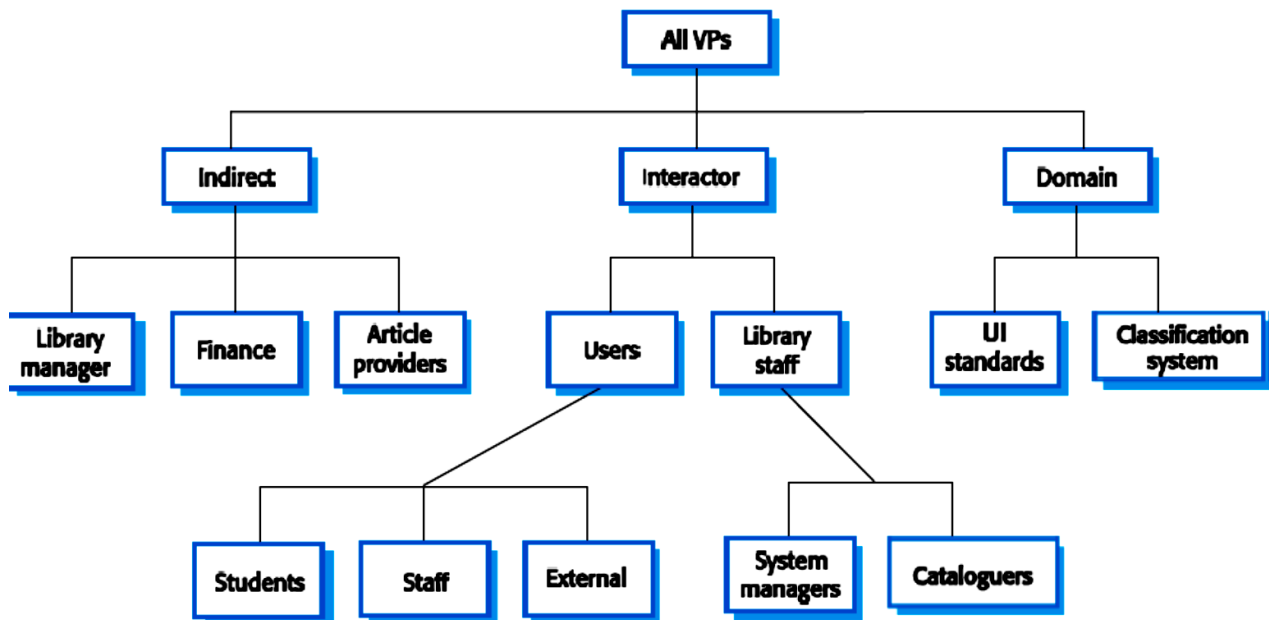 All VPs
Indirect
Interactor
Domain
Library
manager
Finance
Article
providers
Users
Library
staff
UI
standards
Classification
system
Students
Staff
External
System
managers
Cataloguers